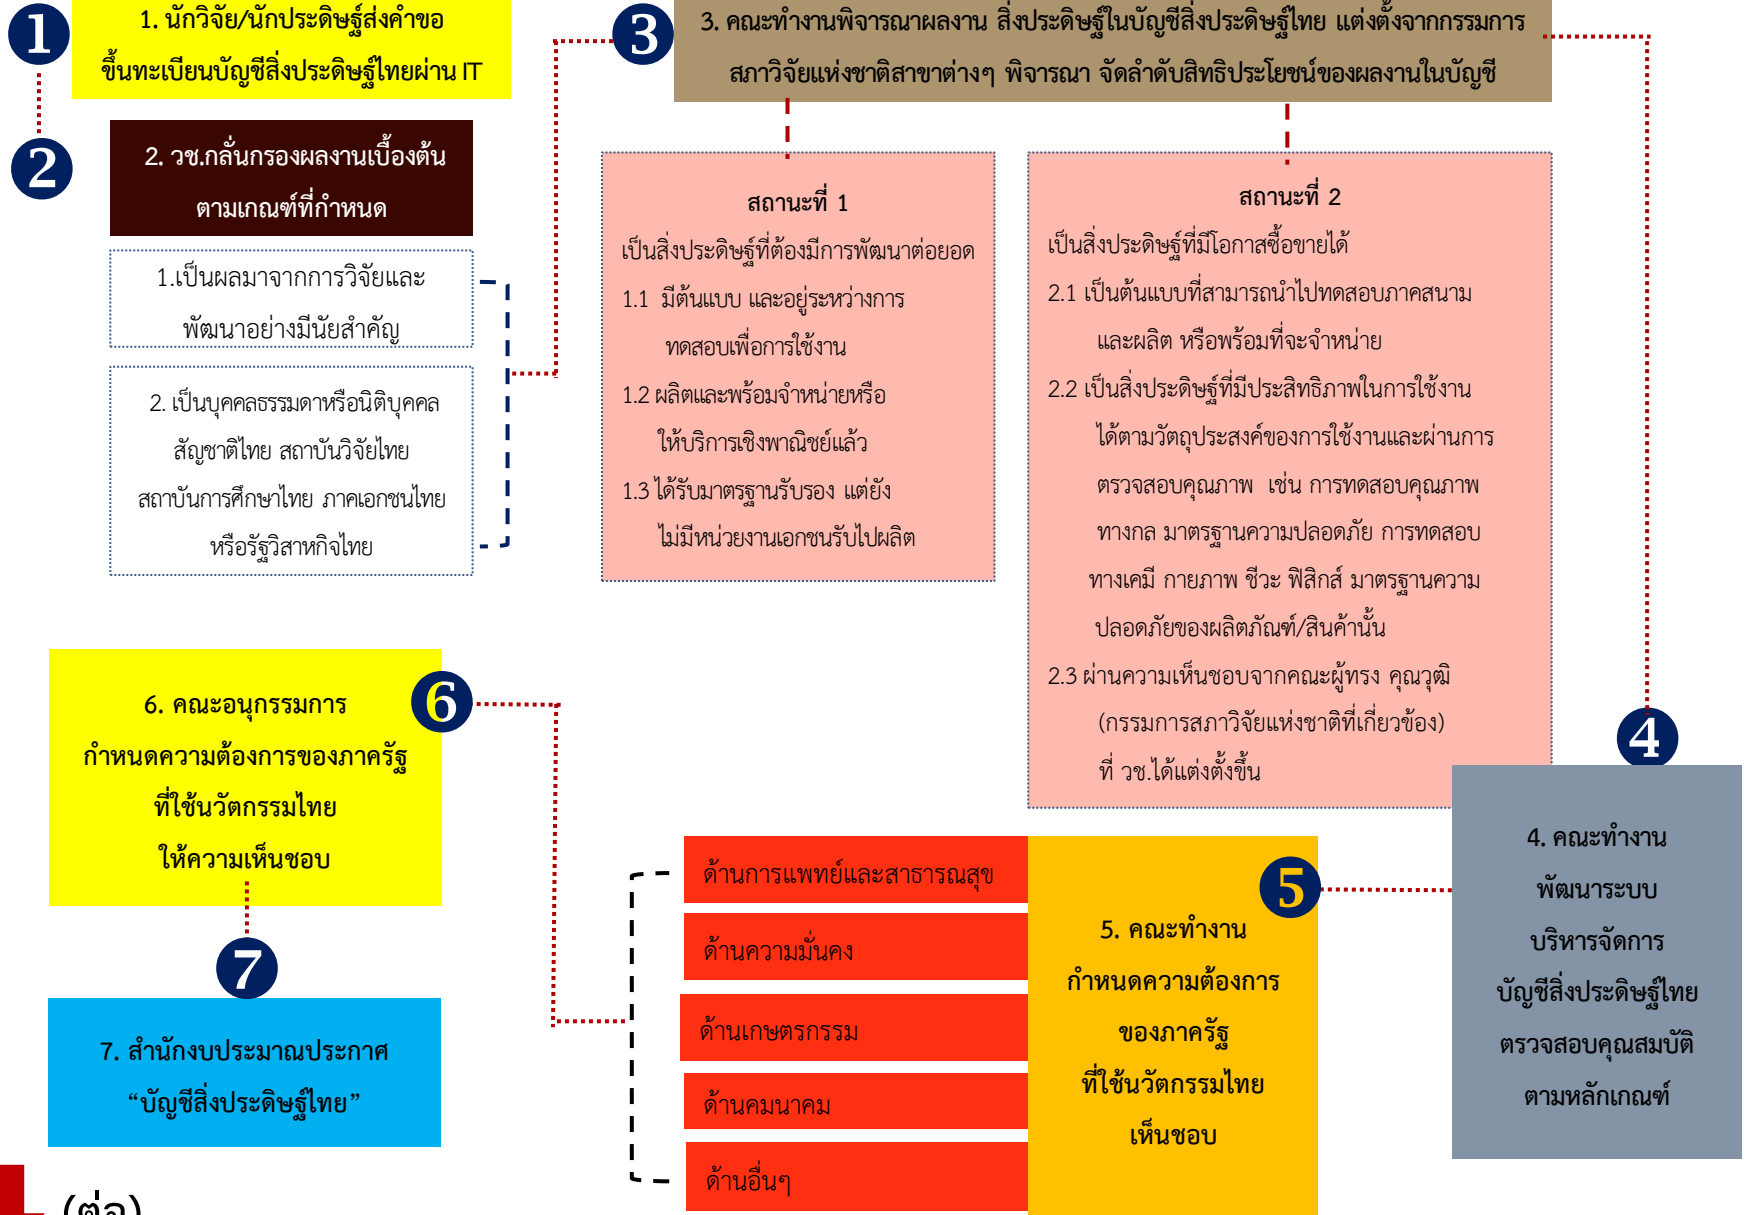 1
1. นักวิจัย/นักประดิษฐ์ส่งคำขอ
ขึ้นทะเบียนบัญชีสิ่งประดิษฐ์ไทยผ่าน IT
2
2. วช.กลั่นกรองผลงานเบื้องต้น
ตามเกณฑ์ที่กำหนด
1.เป็นผลมาจากการวิจัยและ
พัฒนาอย่างมีนัยสำคัญ
2. เป็นบุคคลธรรมดาหรือนิติบุคคล
สัญชาติไทย สถาบันวิจัยไทย
สถาบันการศึกษาไทย ภาคเอกชนไทย
หรือรัฐวิสาหกิจไทย
3
3. คณะทำงานพิจารณาผลงาน สิ่งประดิษฐ์ในบัญชีสิ่งประดิษฐ์ไทย แต่งตั้งจากกรรมการ
สภาวิจัยแห่งชาติสาขาต่างๆ พิจารณา จัดลำดับสิทธิประโยชน์ของผลงานในบัญชี
สถานะที่ 1
เป็นสิ่งประดิษฐ์ที่ต้องมีการพัฒนาต่อยอด
1.1 มีต้นแบบ และอยู่ระหว่างการ
ทดสอบเพื่อการใช้งาน
1.2 ผลิตและพร้อมจำหน่ายหรือ
ให้บริการเชิงพาณิชย์แล้ว
1.3 ได้รับมาตรฐานรับรอง แต่ยัง
ไม่มีหน่วยงานเอกชนรับไปผลิต
สถานะที่ 2
เป็นสิ่งประดิษฐ์ที่มีโอกาสซื้อขายได้
2.1 เป็นต้นแบบที่สามารถนำไปทดสอบภาคสนาม
และผลิต หรือพร้อมที่จะจำหน่าย
2.2 เป็นสิ่งประดิษฐ์ที่มีประสิทธิภาพในการใช้งาน
ได้ตามวัตถุประสงค์ของการใช้งานและผ่านการ
ตรวจสอบคุณภาพ เช่น การทดสอบคุณภาพ
ทางกล มาตรฐานความปลอดภัย การทดสอบ
ทางเคมี กายภาพ ชีวะ ฟิสิกส์ มาตรฐานความ
ปลอดภัยของผลิตภัณฑ์/สินค้านั้น
2.3 ผ่านความเห็นชอบจากคณะผู้ทรง คุณวุฒิ
(กรรมการสภาวิจัยแห่งชาติที่เกี่ยวข้อง)
ที่ วช.ได้แต่งตั้งขึ้น
4
4. คณะทำงาน
พัฒนาระบบ
บริหารจัดการ
บัญชีสิ่งประดิษฐ์ไทย
ตรวจสอบคุณสมบัติ
ตามหลักเกณฑ์
5
5. คณะทำงาน
กำหนดความต้องการ
ของภาครัฐ
ที่ใช้นวัตกรรมไทย
เห็นชอบ
ด้านการแพทย์และสาธารณสุข
ด้านความมั่นคง
ด้านเกษตรกรรม
ด้านคมนาคม
ด้านอื่นๆ
6
6. คณะอนุกรรมการ
กำหนดความต้องการของภาครัฐ
ที่ใช้นวัตกรรมไทย
ให้ความเห็นชอบ
7
7. สำนักงบประมาณประกาศ
“บัญชีสิ่งประดิษฐ์ไทย”
(ต่อ)